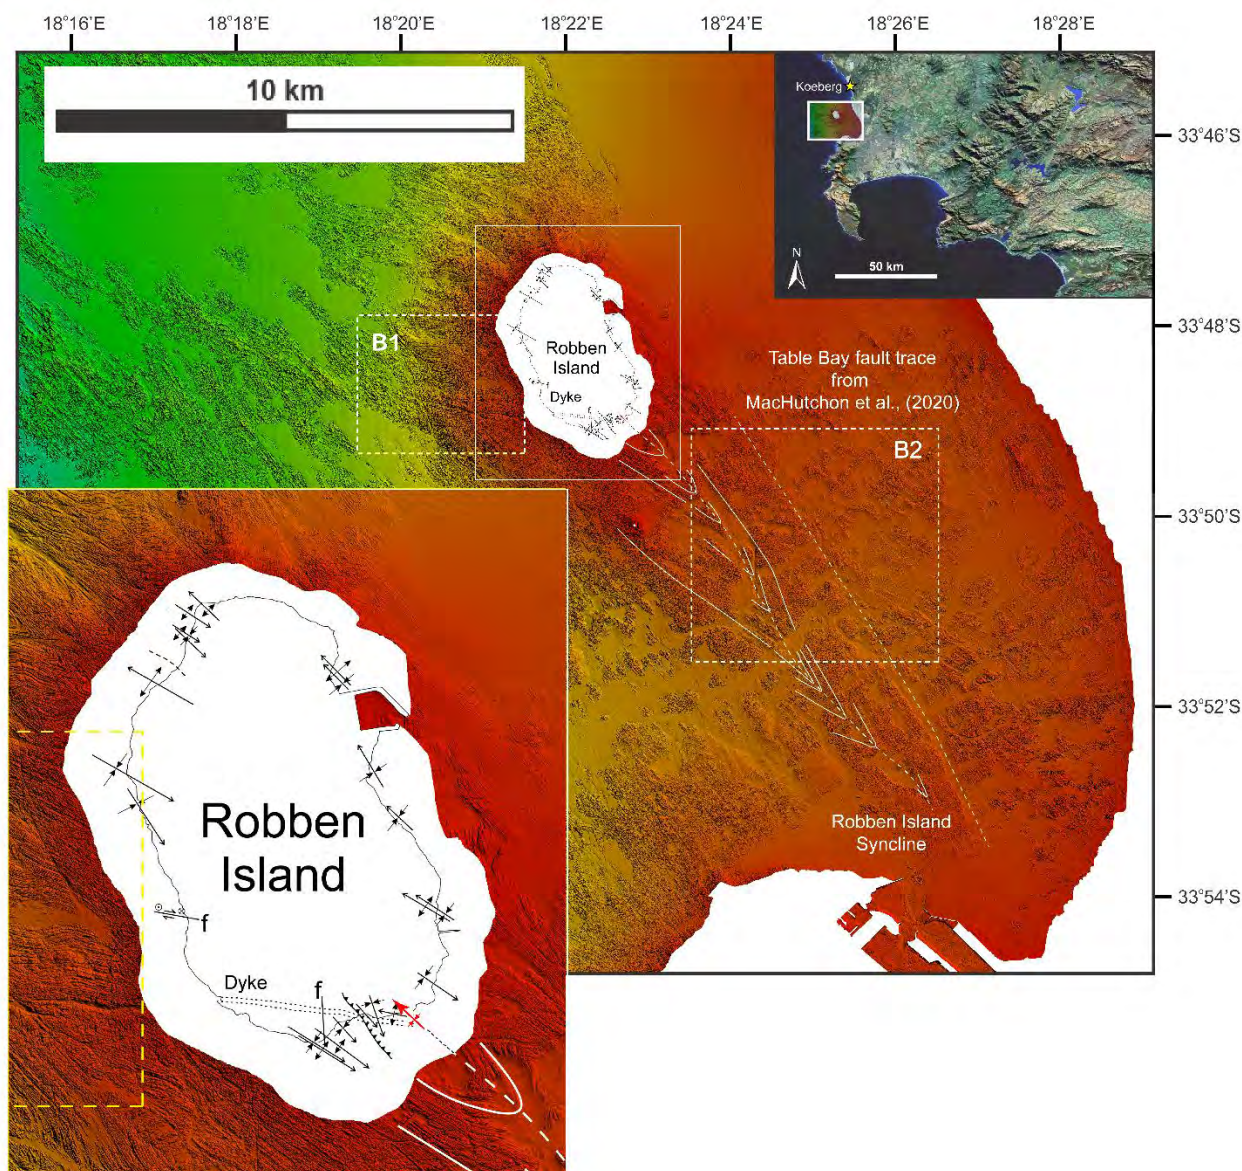 18°16'E 18°18'E 18°20'E 18°22'E 18°24'E 18°26'E 18°28'E
10 km
Koeberg
N
50 km
33°46'S
33°48'S
33°50'S
33°52'S
33°54'S
B1
Robben
Island
Dyke
Table Bay fault trace
from
MacHutchon et al., (2020)
B2
Robben Island
Syncline
Robben
Island
f
Dyke
f